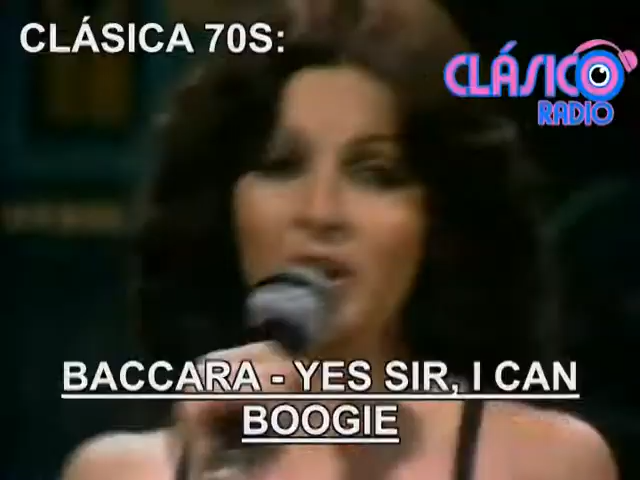 CLÁSICA 70S:
CLÁSICO
RADIO
BACCARA - YES SIR, I CAN
BOOGIE